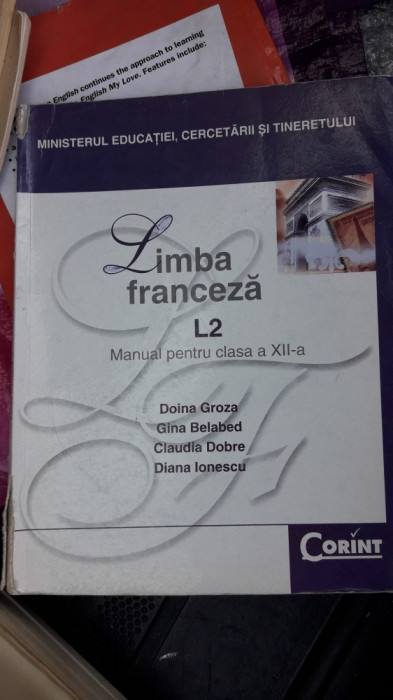 English continues the approach to learning
English My Love. Features include:
MINISTERUL EDUCAȚIEI, CERCETĂRII ȘI TINERETULUI
Limba
franceză
L2
Manual pentru clasa a XII-a
Doina Groza
Gina Belabed
Claudia Dobre
Diana Ionescu
CORINT